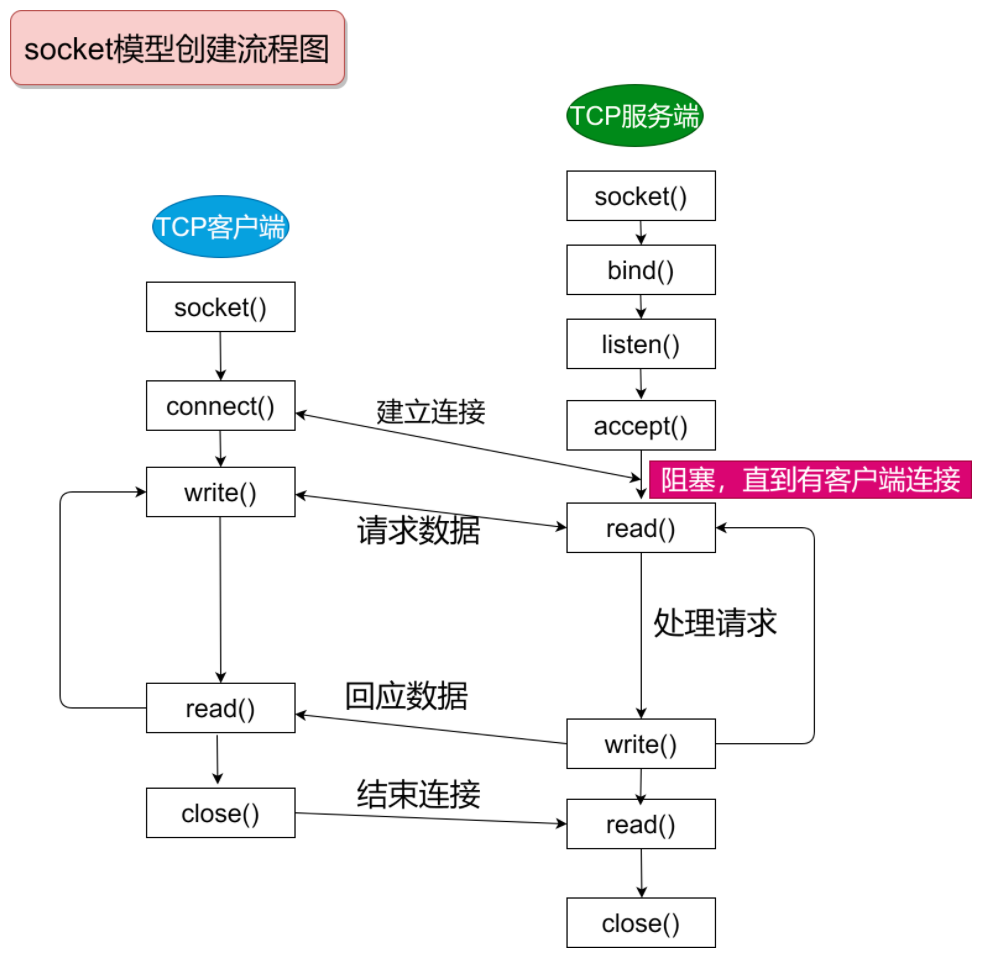 socket模型创建流程图
TCP服务端
socket()
bind()
listen()
accept()
阻塞，直到有客户端连接
read()
处理请求
write()
read()
close()
TCP客户端
socket()
connect()
write()
read()
close()
建立连接
请求数据
回应数据
结束连接